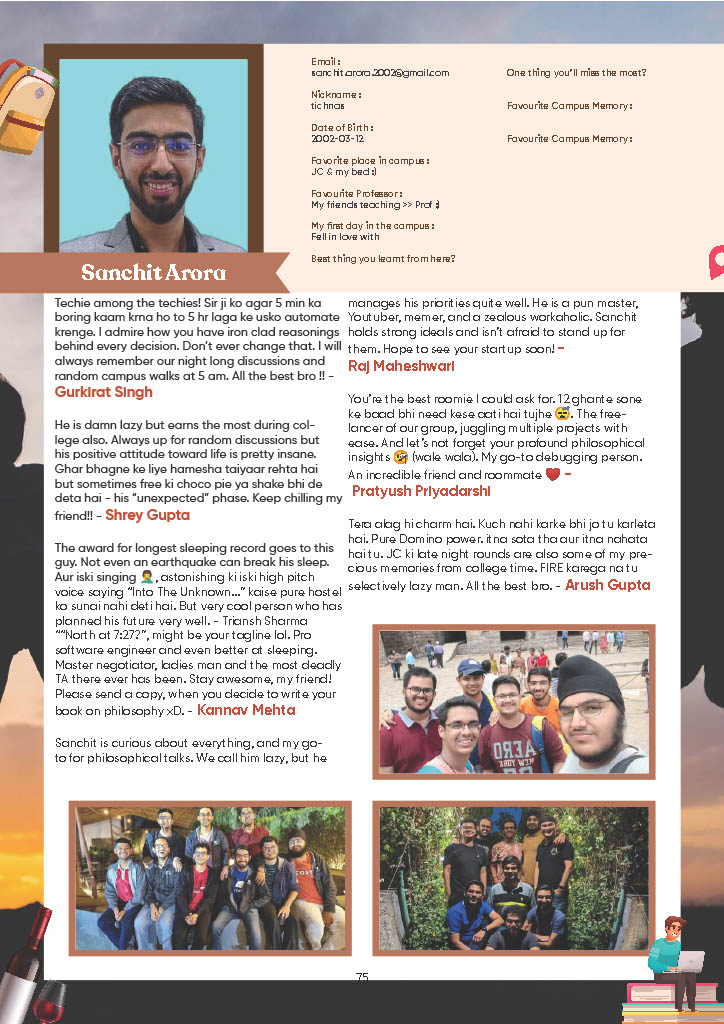 Email :
sanchit.arora.2002@gmail.com
Nickname :
tichnas
Date of Birth :
2002-03-12
Favorite place in campus :
JC & my bed :)
Favourite Professor :
My friends teaching >> Prof :)
My first day in the campus :
Fell in love with
Best thing you learnt from here?
One thing you'll miss the most?
Favourite Campus Memory :
Favourite Campus Memory :
Sanchit Arora
Techie among the techies! Sir ji ko agar 5 min ka
boring kaam krna ho to 5 hr laga ke usko automate
krenge. I admire how you have iron clad reasonings
behind every decision. Don't ever change that. I will
always remember our night long discussions and
random campus walks at 5 am. All the best bro !! -
Gurkirat Singh
He is damn lazy but earns the most during col-
lege also. Always up for random discussions but
his positive attitude toward life is pretty insane.
Ghar bhagne ke liye hamesha taiyaar rehta hai
but sometimes free ki choco pie ya shake bhi de
deta hai - his "unexpected" phase. Keep chilling my
friend!! - Shrey Gupta
The award for longest sleeping record goes to this
guy. Not even an earthquake can break his sleep.
Aur iski singing 🤦‍♂️, astonishing ki iski high pitch
voice saying "Into The Unknown..." kaise pure hostel
ko sunai nahi deti hai. But very cool person who has
planned his future very well. - Triansh Sharma
""North at 7:27?", might be your tagline lol. Pro
software engineer and even better at sleeping.
Master negotiator, ladies man and the most deadly
TA there ever has been. Stay awesome, my friend!
Please send a copy, when you decide to write your
book on philosophy xD. - Kannav Mehta
Sanchit is curious about everything, and my go-
to for philosophical talks. We call him lazy, but he
manages his priorities quite well. He is a pun master,
Youtuber, memer, and a zealous workaholic. Sanchit
holds strong ideals and isn't afraid to stand up for
them. Hope to see your startup soon! -
Raj Maheshwari
You're the best roomie I could ask for. 12 ghante sone
ke baad bhi need kese aati hai tujhe 😴. The free-
lancer of our group, juggling multiple projects with
ease. And let's not forget your profound philosophical
insights 🤣 (wale wala). My go-to debugging person.
An incredible friend and roommate ❤️ -
Pratyush Priyadarshi
Tera alag hi charm hai. Kuch nahi karke bhi jo tu karleta
hai. Pure Domino power. itna sota tha aur itna nahata
hai tu. JC ki late night rounds are also some of my pre-
cious memories from college time. FIRE karega na tu
selectively lazy man. All the best bro. - Arush Gupta
AERO
NEW YORK
75